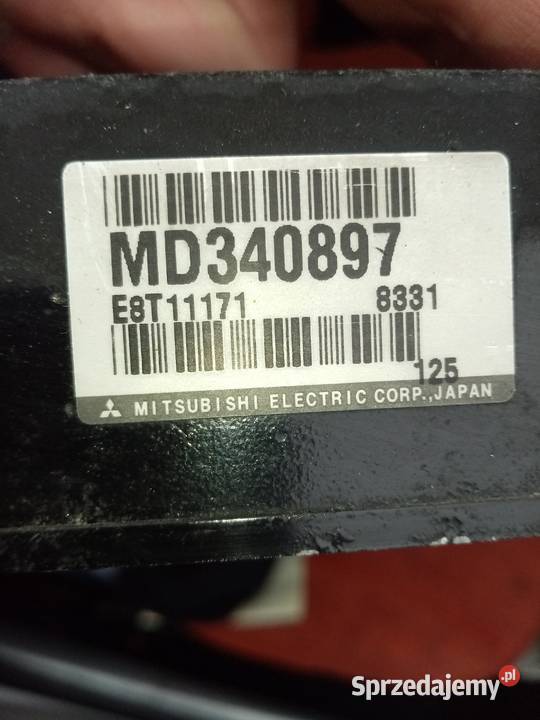 MD340897
E8T11171 8331
125
MITSUBISHI ELECTRIC CORP.,JAPAN
Sprzedajemy.pl